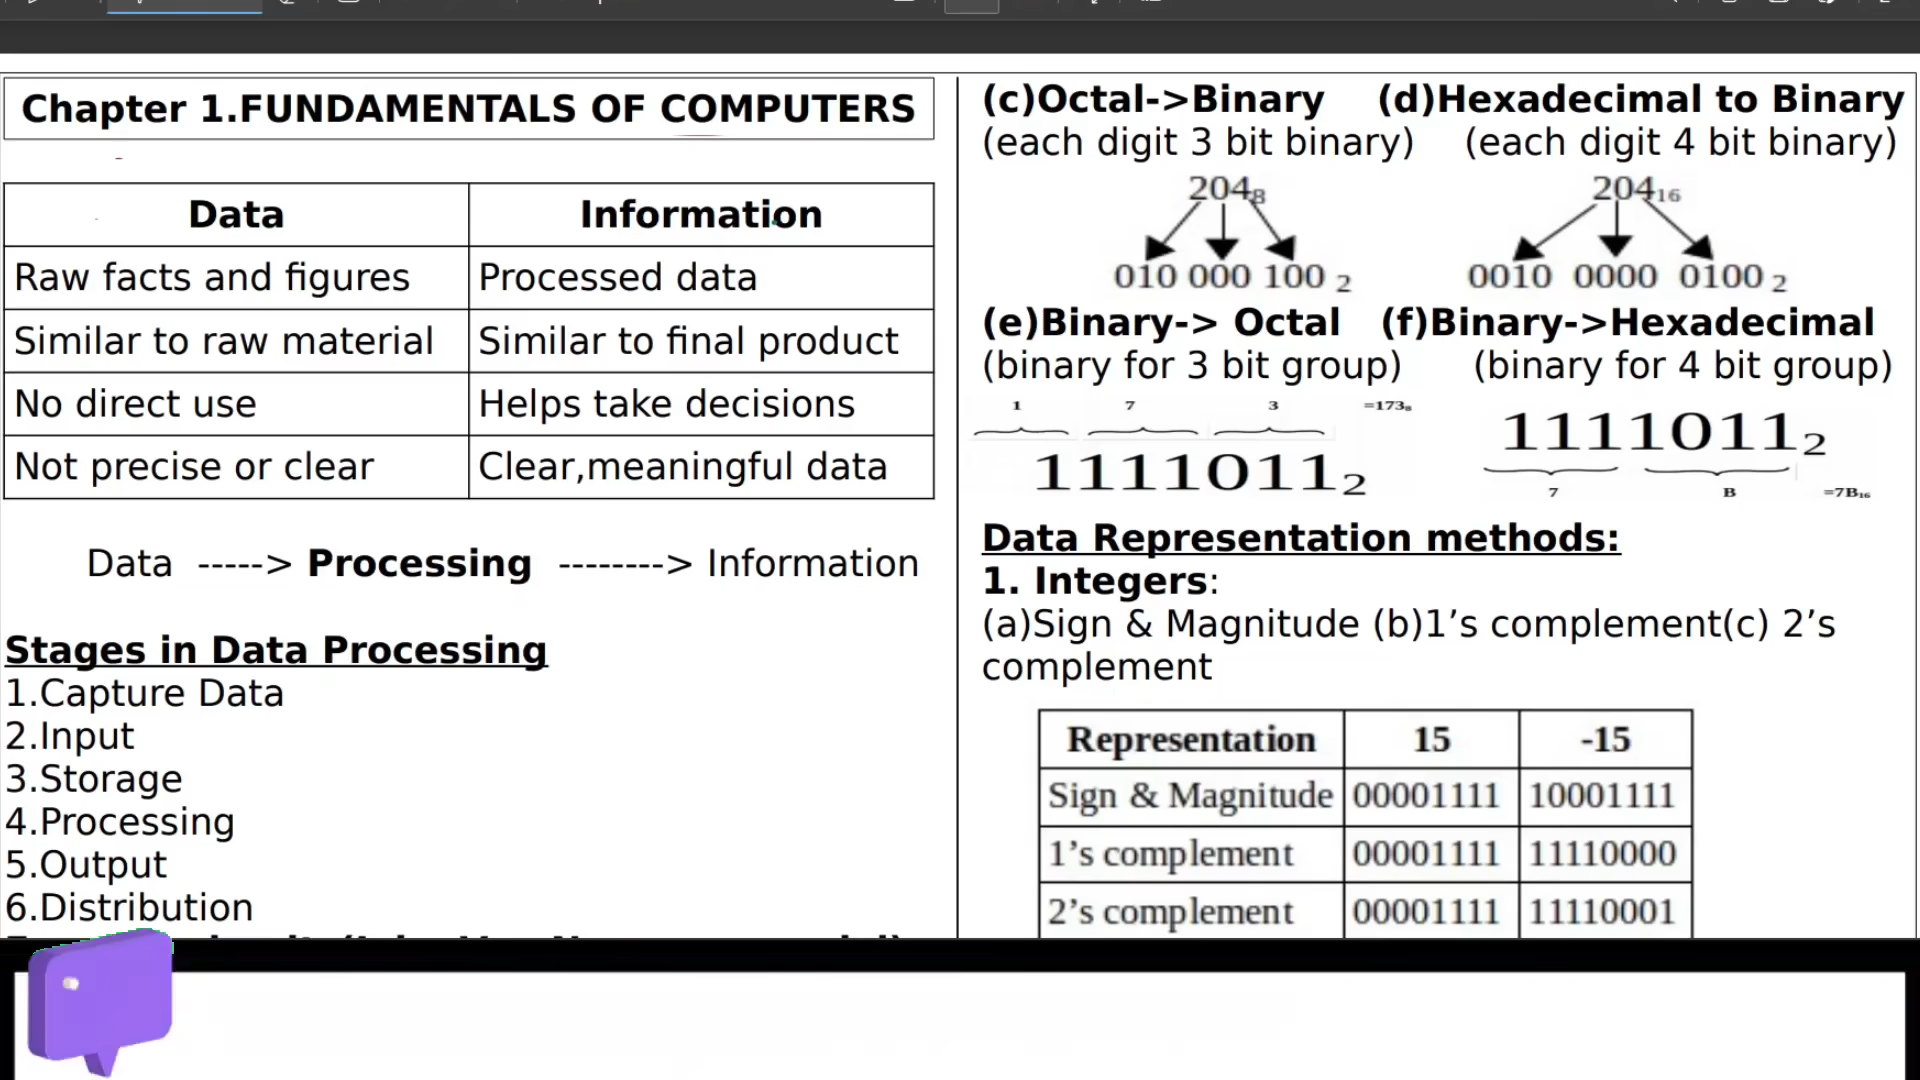 Chapter 1.FUNDAMENTALS OF COMPUTERS
Data Information
Raw facts and figures Processed data
Similar to raw material Similar to final product
No direct use Helps take decisions
Not precise or clear Clear,meaningful data
Data -----> Processing --------> Information
Stages in Data Processing
1.Capture Data
2.Input
3.Storage
4.Processing
5.Output
6.Distribution
(c)Octal->Binary (d)Hexadecimal to Binary
(each digit 3 bit binary) (each digit 4 bit binary)
204₈ 204₁₆
010 000 100 ₂ 0010 0000 0100 ₂
(e)Binary-> Octal (f)Binary->Hexadecimal
(binary for 3 bit group) (binary for 4 bit group)
1 7 3 =173₈
1111011₂ 1111011₂
7 B =7B₁₆
Data Representation methods:
1. Integers:
(a)Sign & Magnitude (b)1’s complement(c) 2’s
complement
Representation 15 -15
Sign & Magnitude 00001111 10001111
1’s complement 00001111 11110000
2’s complement 00001111 11110001